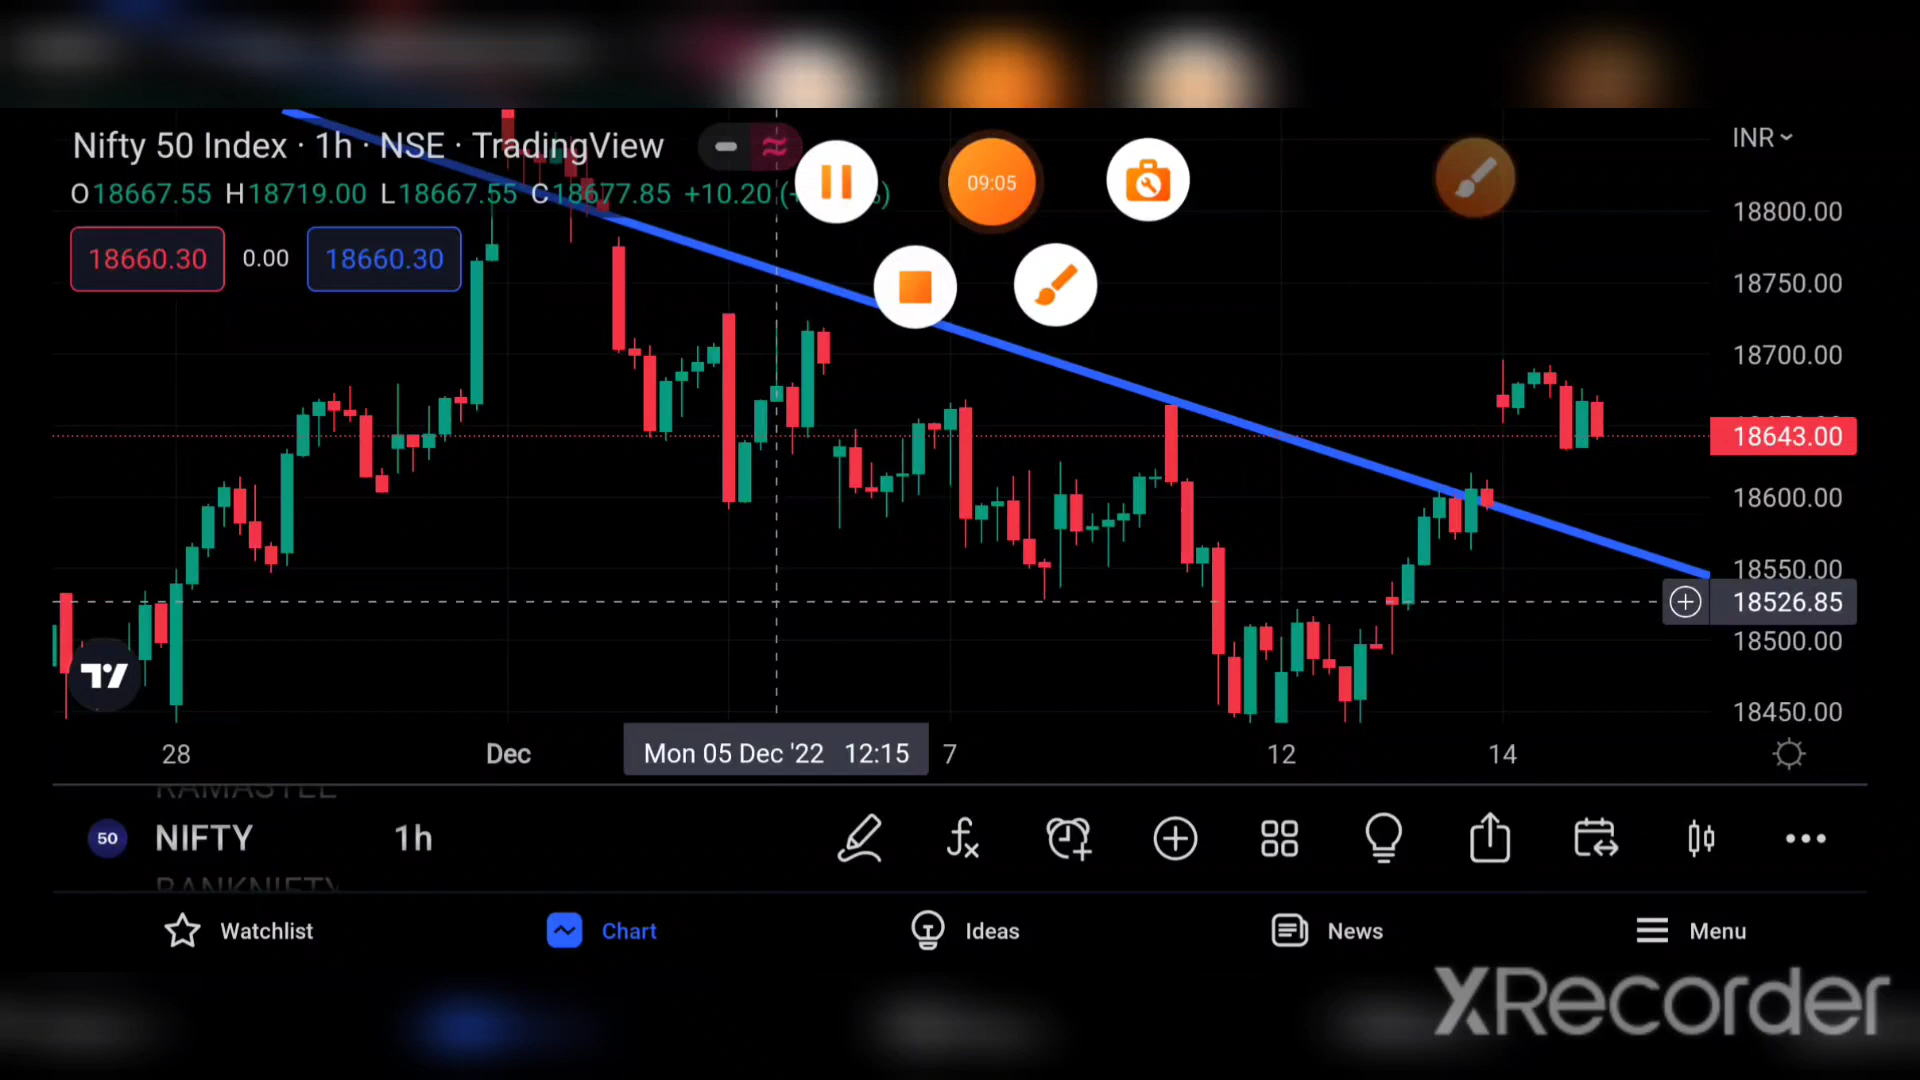 Nifty 50 Index · 1h · NSE · TradingView
INR
09:05
O18667.55 H18719.00 L18667.55 C18677.85 +10.20
18660.30 0.00 18660.30
18800.00
18750.00
18700.00
18643.00
18600.00
18550.00
18526.85
18500.00
18450.00
28 Dec Mon 05 Dec '22 12:15 7 12 14
RAMASTEL
50 NIFTY 1h
BANKNIFTY
Watchlist Chart Ideas News Menu
XRecorder